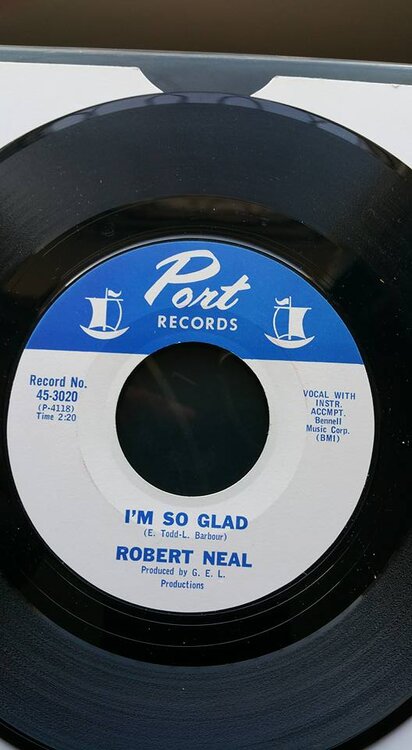 Port
RECORDS
Record No.
45-3020
(P-4118)
Time 2:20
VOCAL WITH
INSTR.
ACCMPT.
Bennell
Music Corp.
(BMI)
I'M SO GLAD
(E. Todd-L. Barbour)
ROBERT NEAL
Produced by G. E. L.
Productions